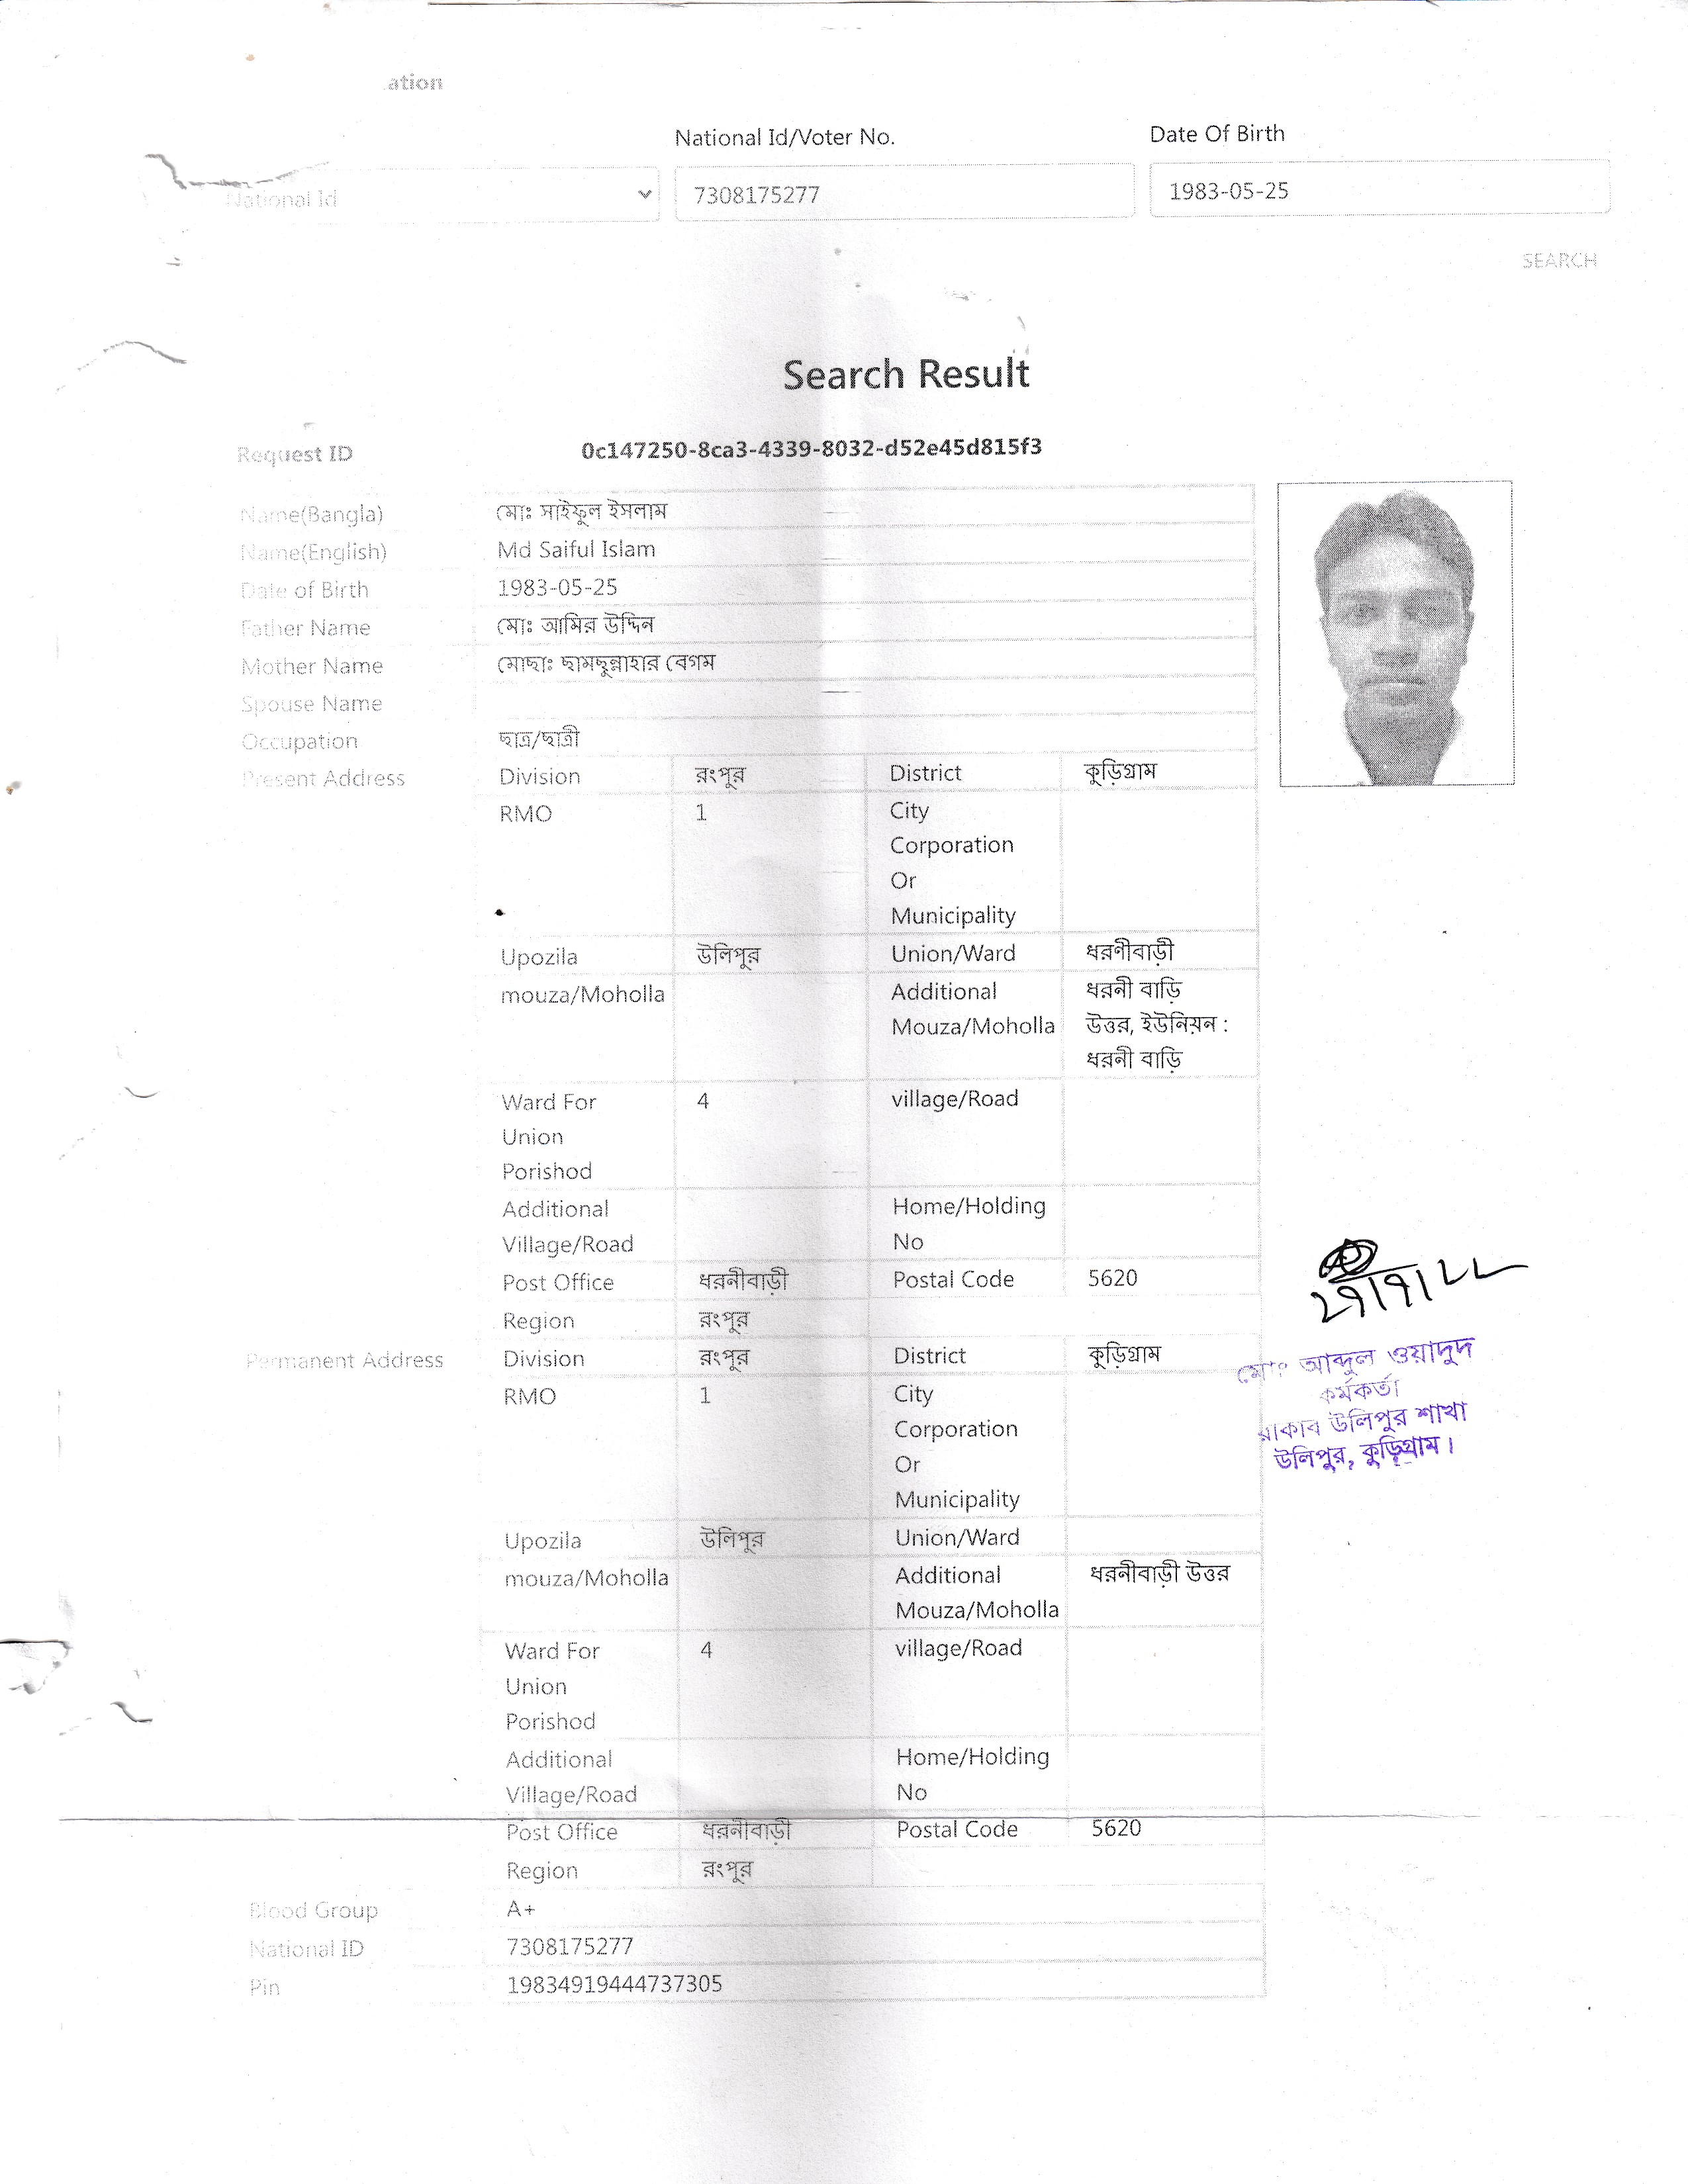 ation
National Id/Voter No.
Date Of Birth
National Id
7308175277
1983-05-25
SEARCH
Search Result
Request ID 0c147250-8ca3-4339-8032-d52e45d815f3
Name(Bangla) মোঃ সাইফুল ইসলাম
Name(English) Md Saiful Islam
Date of Birth 1983-05-25
Father Name মোঃ আমির উদ্দিন
Mother Name মোছাঃ ছামছুন্নাহার বেগম
Spouse Name
Occupation ছাত্র/ছাত্রী
Present Address Division রংপুর District কুড়িগ্রাম
RMO 1 City
Corporation
Or
Municipality
Upozila উলিপুর Union/Ward ধরণীবাড়ী
mouza/Moholla Additional ধরনী বাড়ি
Mouza/Moholla উত্তর, ইউনিয়ন :
ধরনী বাড়ি
Ward For 4 village/Road
Union
Porishod
Additional Home/Holding
Village/Road No
Post Office ধরনীবাড়ী Postal Code 5620
Region রংপুর
২৭/৭/২২
Permanent Address Division রংপুর District কুড়িগ্রাম
RMO 1 City
Corporation
Or
Municipality
মোঃ আব্দুল ওয়াদুদ
কর্মকর্তা
রাকাব উলিপুর শাখা
উলিপুর, কুড়িগ্রাম।
Upozila উলিপুর Union/Ward
mouza/Moholla Additional ধরনীবাড়ী উত্তর
Mouza/Moholla
Ward For 4 village/Road
Union
Porishod
Additional Home/Holding
Village/Road No
Post Office ধরনীবাড়ী Postal Code 5620
Region রংপুর
Blood Group A+
National ID 7308175277
Pin 19834919444737305